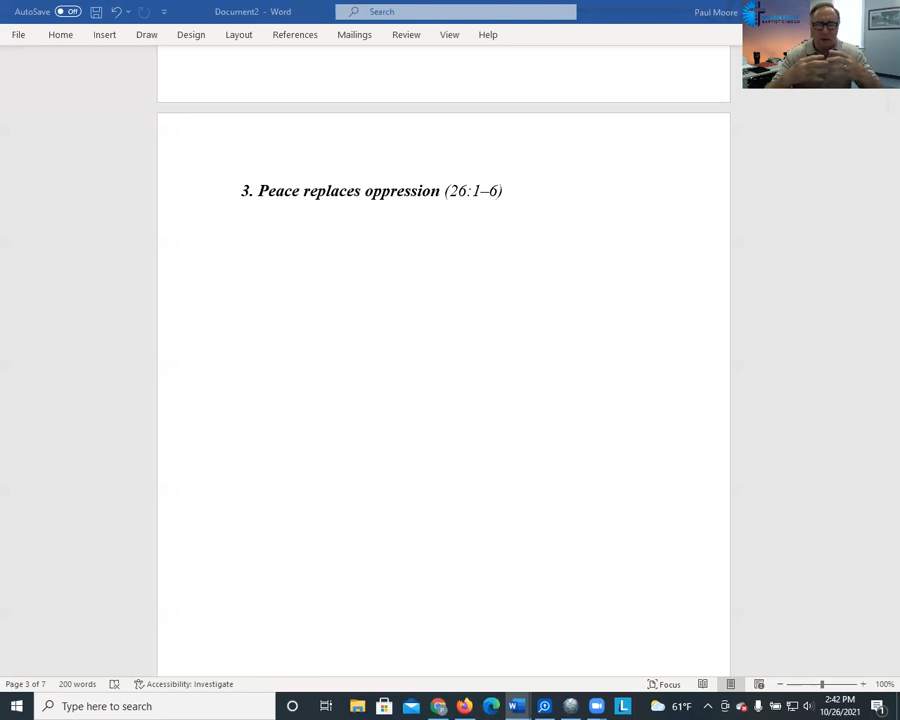 AutoSave Off Document2 - Word Search Paul Moore
File Home Insert Draw Design Layout References Mailings Review View Help
BAPTIST CHURCH
3. Peace replaces oppression (26:1–6)
Page 3 of 7 200 words Accessibility: Investigate Focus 100%
Type here to search 61°F 2:42 PM
10/26/2021